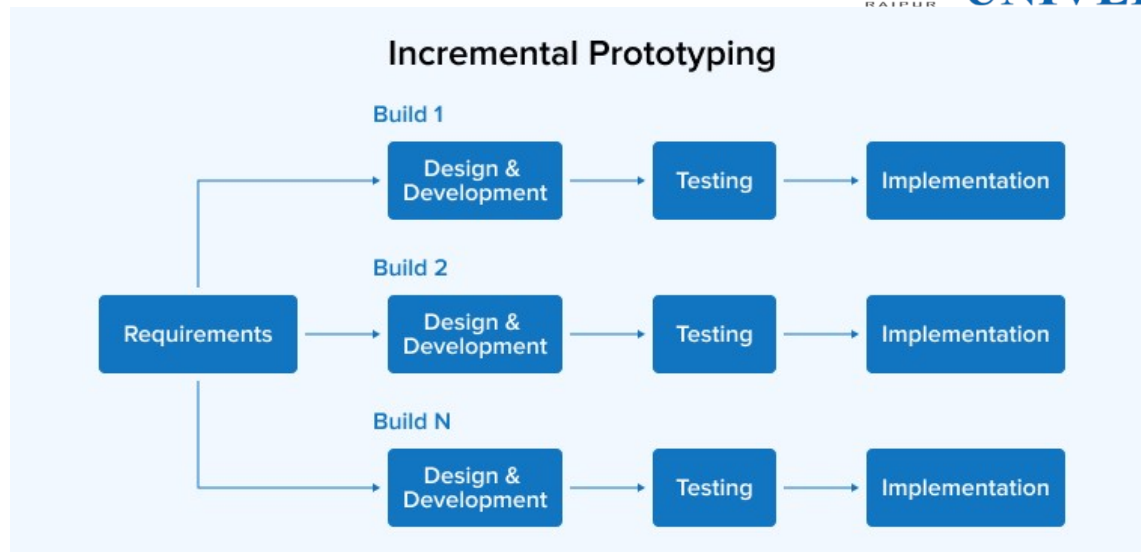 RAIPUR
Incremental Prototyping
Build 1
Design &
Development
Testing
Implementation
Build 2
Requirements
Design &
Development
Testing
Implementation
Build N
Design &
Development
Testing
Implementation